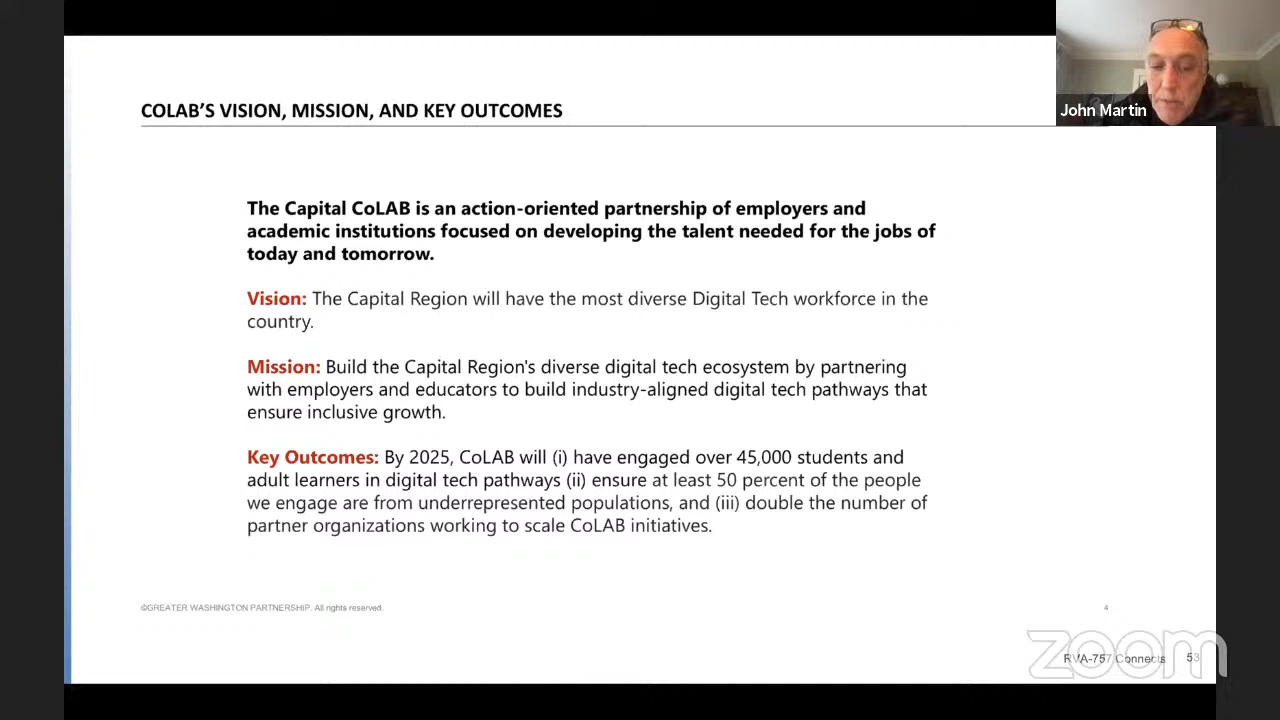 John Martin
COLAB'S VISION, MISSION, AND KEY OUTCOMES
The Capital CoLAB is an action-oriented partnership of employers and
academic institutions focused on developing the talent needed for the jobs of
today and tomorrow.
Vision: The Capital Region will have the most diverse Digital Tech workforce in the
country.
Mission: Build the Capital Region's diverse digital tech ecosystem by partnering
with employers and educators to build industry-aligned digital tech pathways that
ensure inclusive growth.
Key Outcomes: By 2025, CoLAB will (i) have engaged over 45,000 students and
adult learners in digital tech pathways (ii) ensure at least 50 percent of the people
we engage are from underrepresented populations, and (iii) double the number of
partner organizations working to scale CoLAB initiatives.
©GREATER WASHINGTON PARTNERSHIP. All rights reserved.
4
zoom
RVA-757 Connects 53